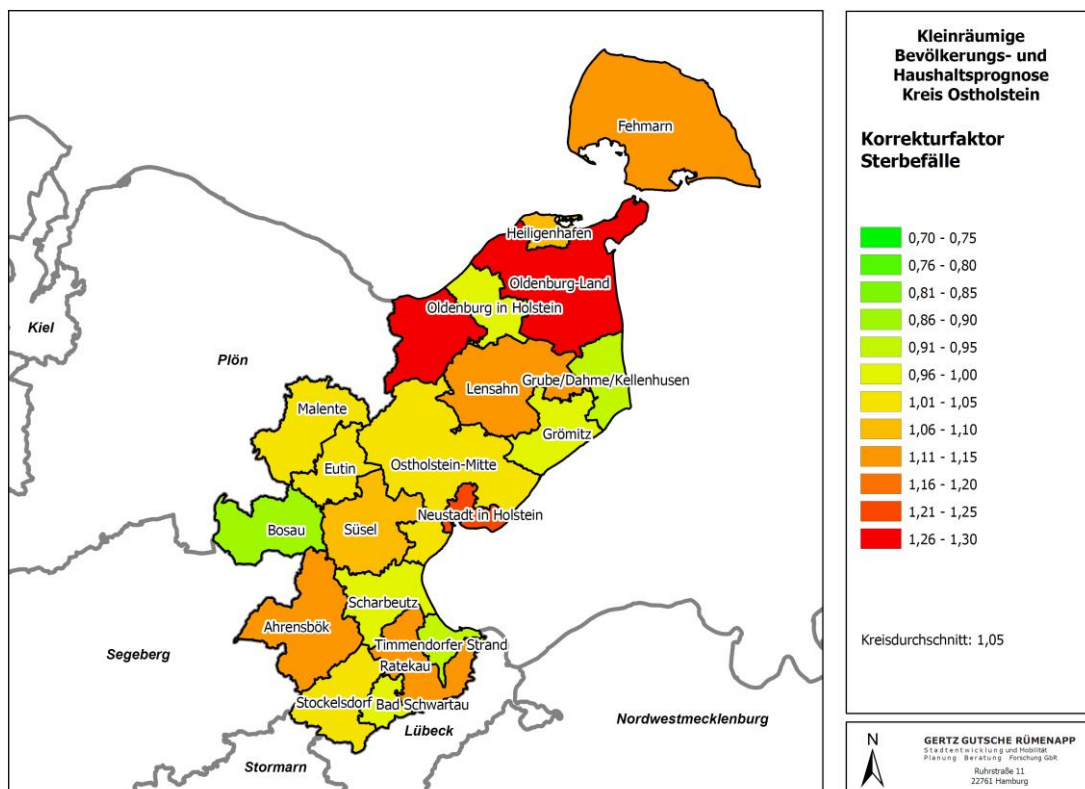 Fehmarn
Heiligenhafen
Oldenburg-Land
Oldenburg in Holstein
Kiel
Plön
Lensahn
Grube/Dahme/Kellenhusen
Malente
Grömitz
Eutin
Ostholstein-Mitte
Neustadt in Holstein
Bosau
Süsel
Scharbeutz
Ahrensbök
Timmendorfer Strand
Segeberg
Ratekau
Stockelsdorf
Bad Schwartau
Lübeck
Nordwestmecklenburg
Stormarn
Kleinräumige
Bevölkerungs- und
Haushaltsprognose
Kreis Ostholstein
Korrekturfaktor
Sterbefälle
0,70 - 0,75
0,76 - 0,80
0,81 - 0,85
0,86 - 0,90
0,91 - 0,95
0,96 - 1,00
1,01 - 1,05
1,06 - 1,10
1,11 - 1,15
1,16 - 1,20
1,21 - 1,25
1,26 - 1,30
Kreisdurchschnitt: 1,05
N
GERTZ GUTSCHE RÜMENAPP
Stadtentwicklung und Mobilität
Planung Beratung Forschung GbR
Ruhrstraße 11
22761 Hamburg